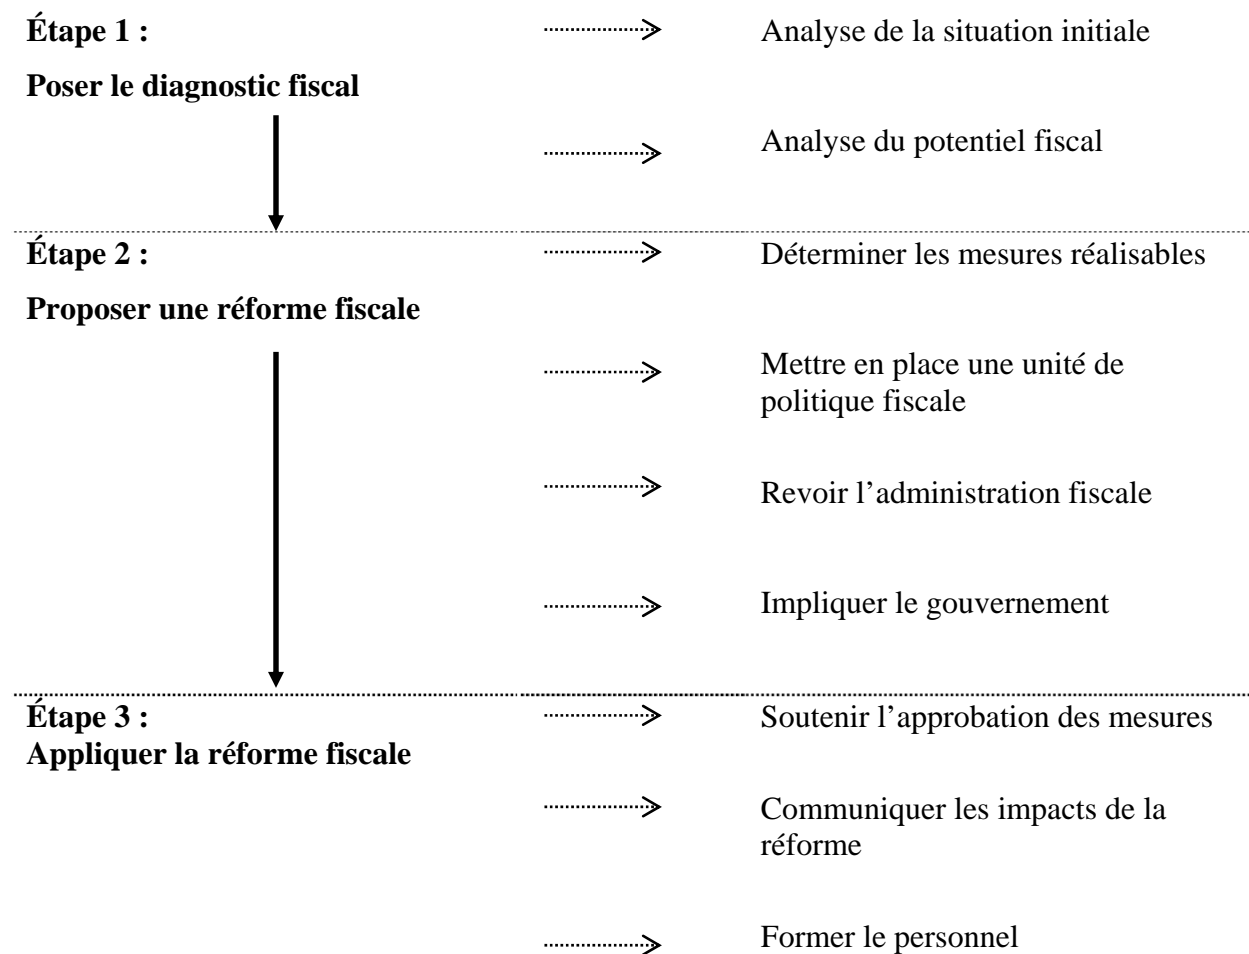 Étape 1 :
Analyse de la situation initiale
Poser le diagnostic fiscal
Analyse du potentiel fiscal
Étape 2 :
Déterminer les mesures réalisables
Proposer une réforme fiscale
Mettre en place une unité de
politique fiscale
Revoir l’administration fiscale
Impliquer le gouvernement
Étape 3 :
Soutenir l’approbation des mesures
Appliquer la réforme fiscale
Communiquer les impacts de la
réforme
Former le personnel